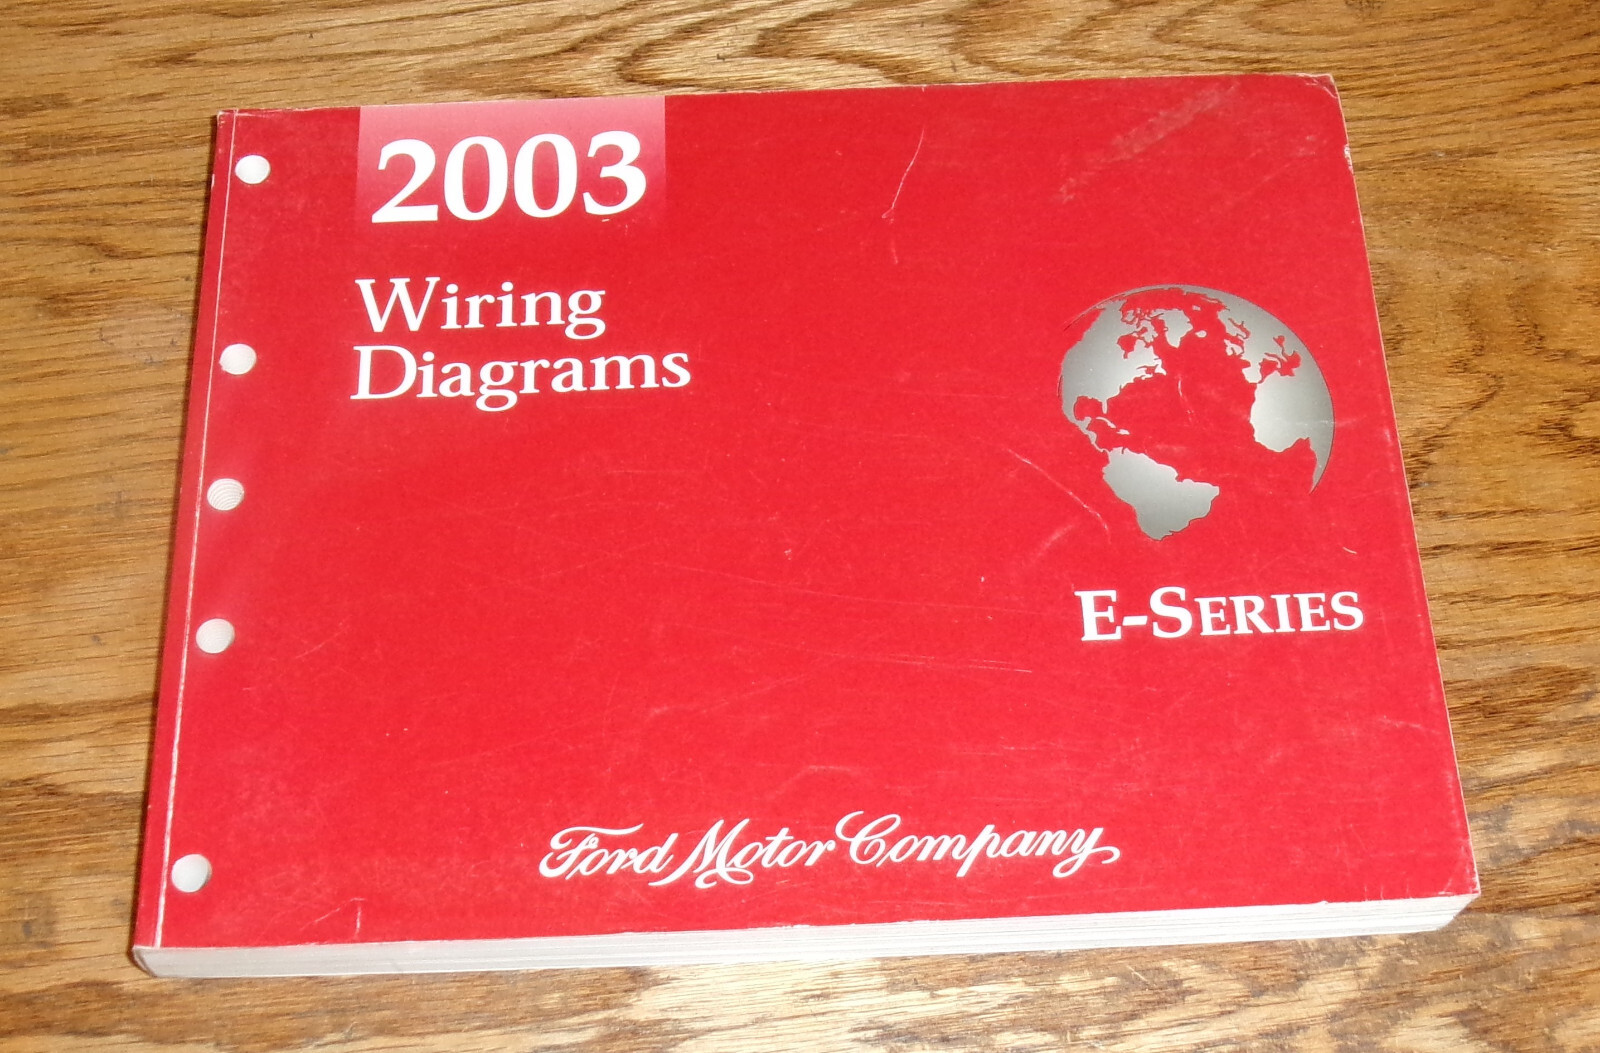 2003
Wiring
Diagrams
E-SERIES
Ford Motor Company